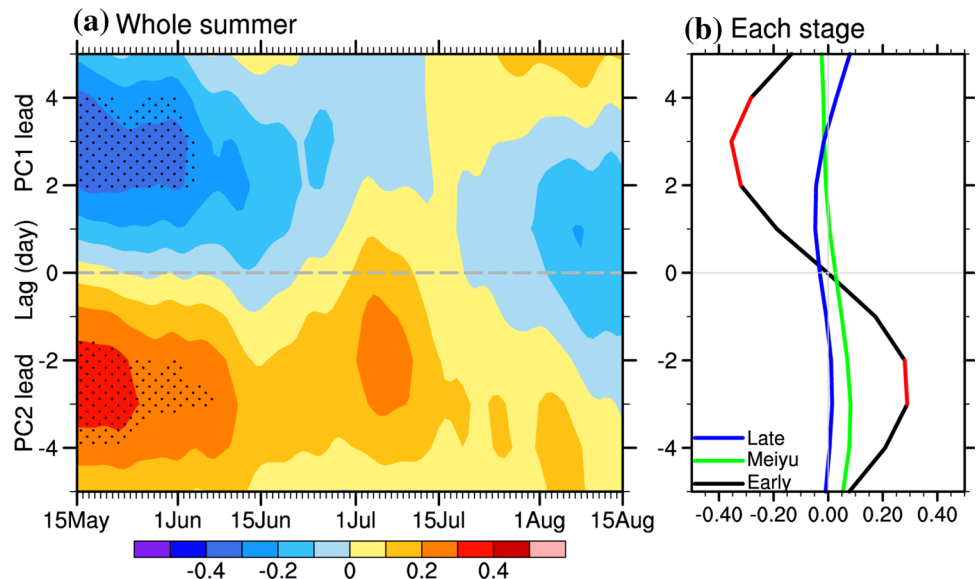 (a) Whole summer
(b) Each stage
PC1 lead
Lag (day)
PC2 lead
4
2
0
-2
-4
15May 1Jun 15Jun 1Jul 15Jul 1Aug 15Aug
-0.4 -0.2 0 0.2 0.4
4
2
0
-2
-4
Late
Meiyu
Early
-0.40 -0.20 0.00 0.20 0.40